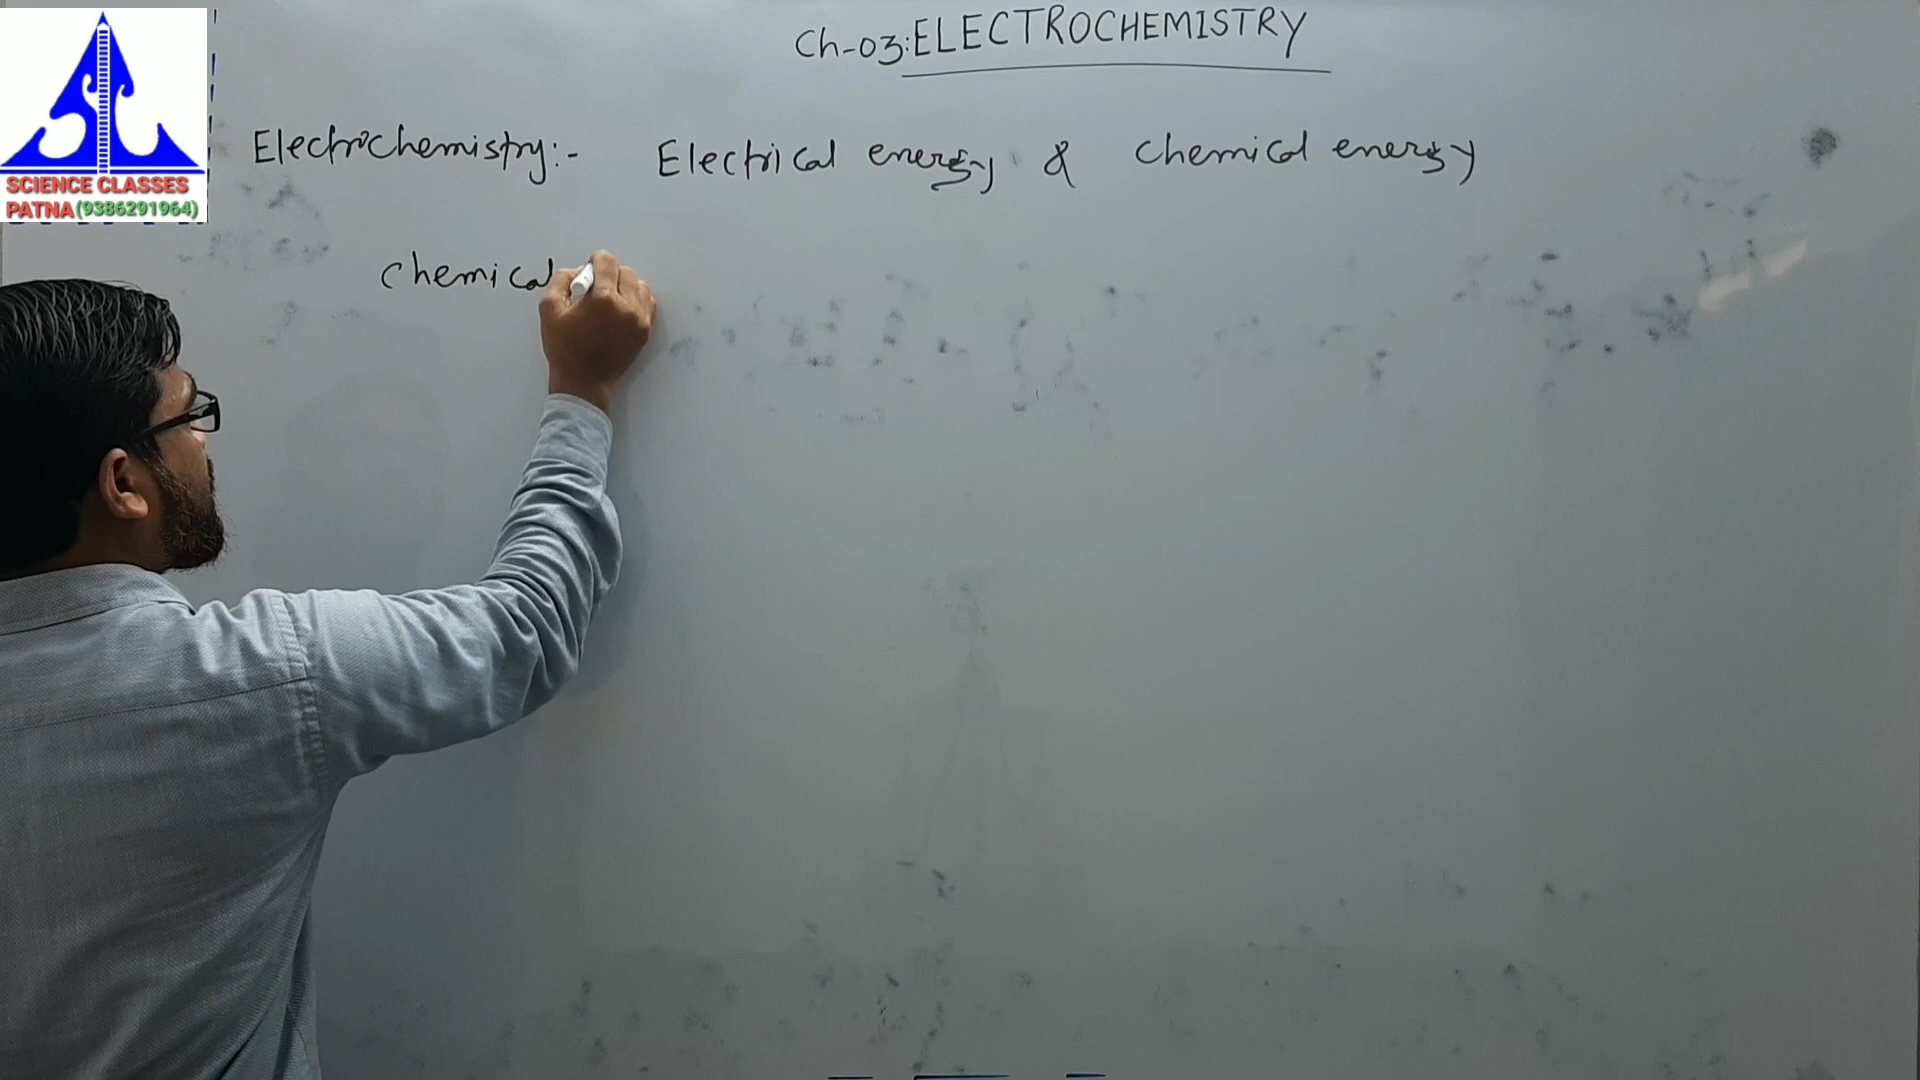 Ch-03: ELECTROCHEMISTRY
Electrochemistry:- Electrical energy & chemical energy
chemical
SCIENCE CLASSES
PATNA (9386291964)